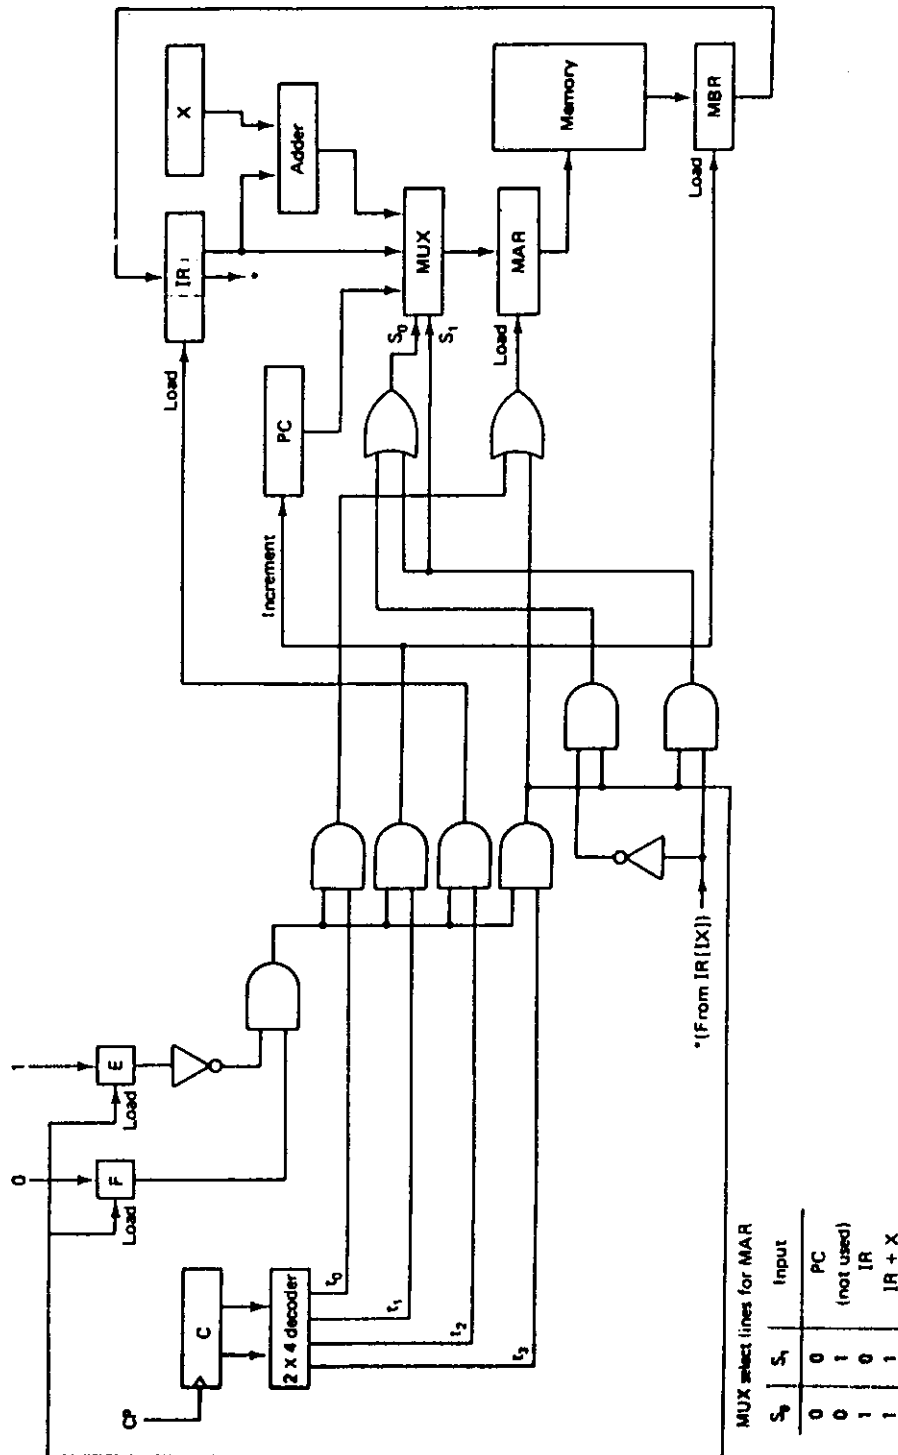 X
IR
Adder
Load
PC
Increment
MUX
S0
S1
MAR
Load
Memory
MBR
Load
1
E
Load
0
F
Load
CP
C
2 X 4 decoder
t0
t1
t2
t3
*(From IR[IX])
*
MUX select lines for MAR
S0 S1 Input
0 0 PC
0 1 (not used)
1 0 IR
1 1 IR + X